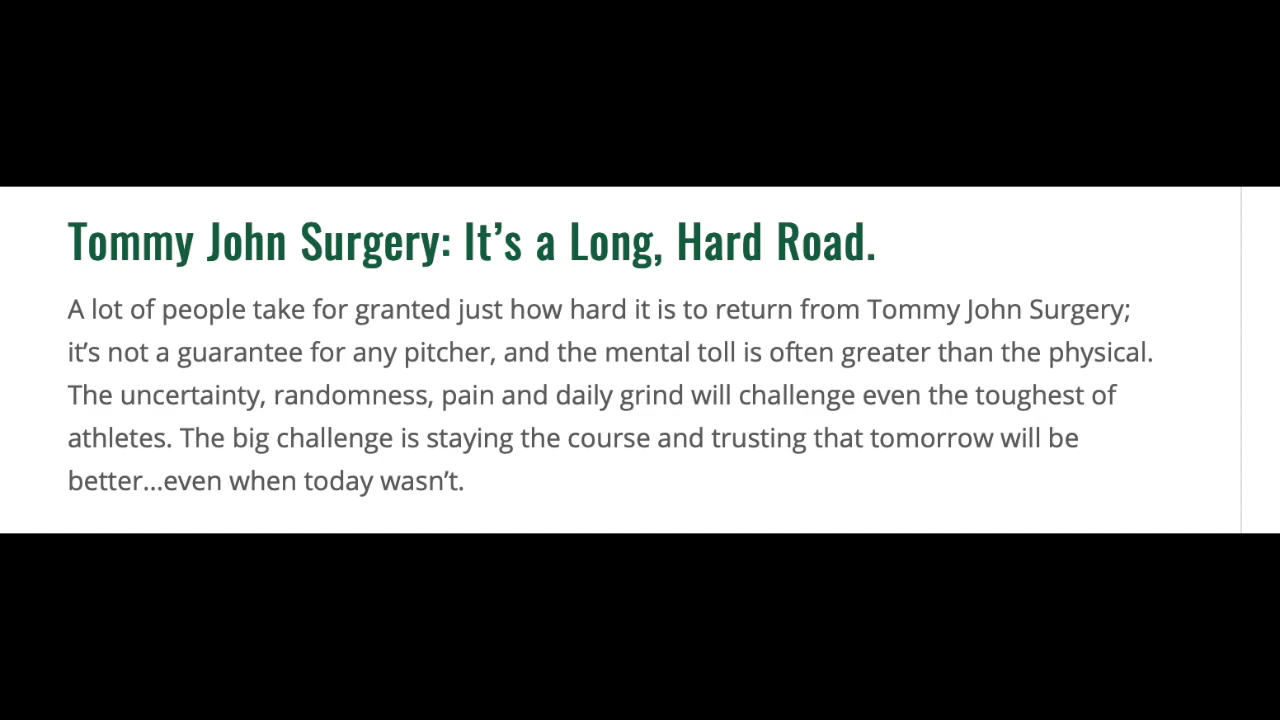 Tommy John Surgery: It’s a Long, Hard Road.
A lot of people take for granted just how hard it is to return from Tommy John Surgery;
it’s not a guarantee for any pitcher, and the mental toll is often greater than the physical.
The uncertainty, randomness, pain and daily grind will challenge even the toughest of
athletes. The big challenge is staying the course and trusting that tomorrow will be
better…even when today wasn’t.